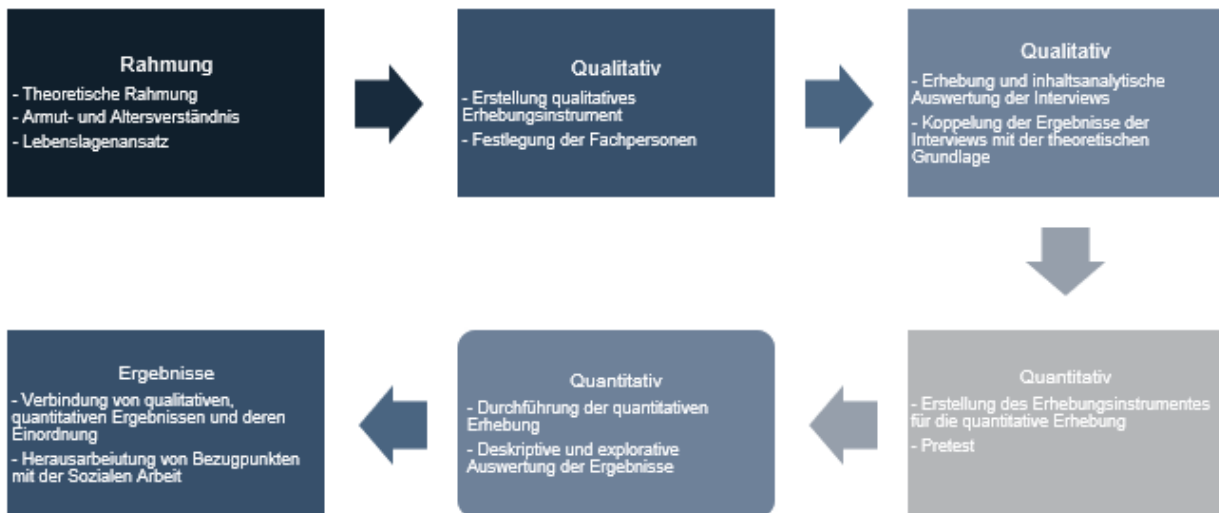 Rahmung
- Theoretische Rahmung
- Armut- und Altersverständnis
- Lebenslagenansatz
Qualitativ
- Erstellung qualitatives
Erhebungsinstrument
- Festlegung der Fachpersonen
Qualitativ
- Erhebung und inhaltsanalytische
Auswertung der Interviews
- Koppelung der Ergebnisse der
Interviews mit der theoretischen
Grundlage
Quantitativ
- Erstellung des Erhebungsinstrumentes
für die quantitative Erhebung
- Pretest
Quantitativ
- Durchführung der quantitativen
Erhebung
- Deskriptive und explorative
Auswertung der Ergebnisse
Ergebnisse
- Verbindung von qualitativen,
quantitativen Ergebnissen und deren
Einordnung
- Herausarbeiutung von Bezugpunkten
mit der Sozialen Arbeit